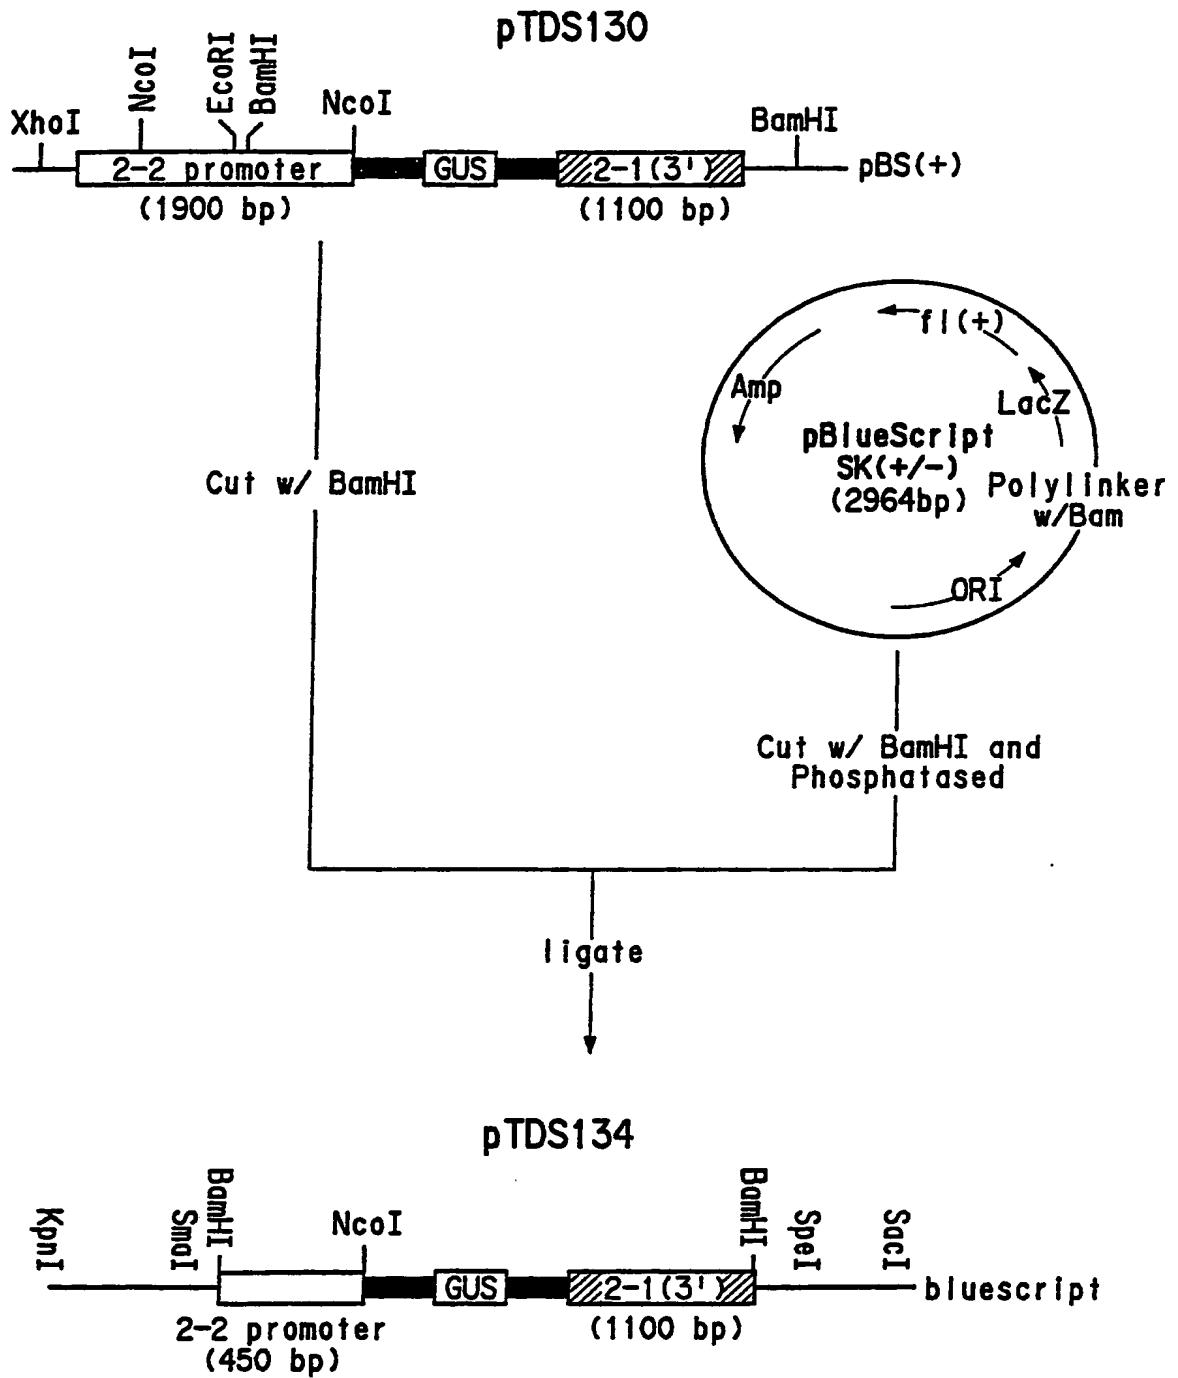 pTDS130
XhoI
NcoI
EcoRI
BamHI
NcoI
BamHI
2-2 promoter
GUS
2-1(3')
pBS(+)
(1900 bp)
(1100 bp)
fl(+)
Amp
LacZ
pBlueScript
SK(+/-)
(2964bp)
Polylinker
w/Bam
ORI
Cut w/ BamHI
Cut w/ BamHI and
Phosphatased
ligate
pTDS134
KpnI
SmaI
BamHI
NcoI
BamHI
SpeI
SacI
GUS
2-1(3')
bluescript
2-2 promoter
(450 bp)
(1100 bp)